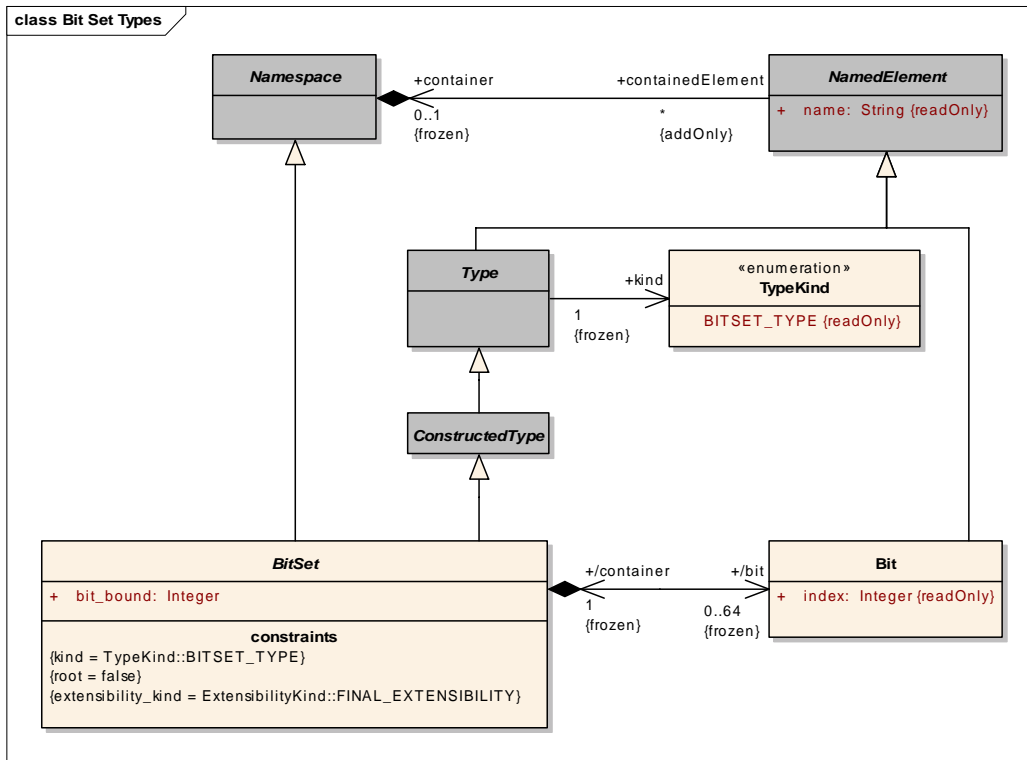 class Bit Set Types
Namespace
+container
0..1
{frozen}
+containedElement
*
{addOnly}
NamedElement
+ name: String {readOnly}
Type
+kind
1
{frozen}
«enumeration»
TypeKind
BITSET_TYPE {readOnly}
ConstructedType
BitSet
+ bit_bound: Integer
constraints
{kind = TypeKind::BITSET_TYPE}
{root = false}
{extensibility_kind = ExtensibilityKind::FINAL_EXTENSIBILITY}
+/container
1
{frozen}
+/bit
0..64
{frozen}
Bit
+ index: Integer {readOnly}